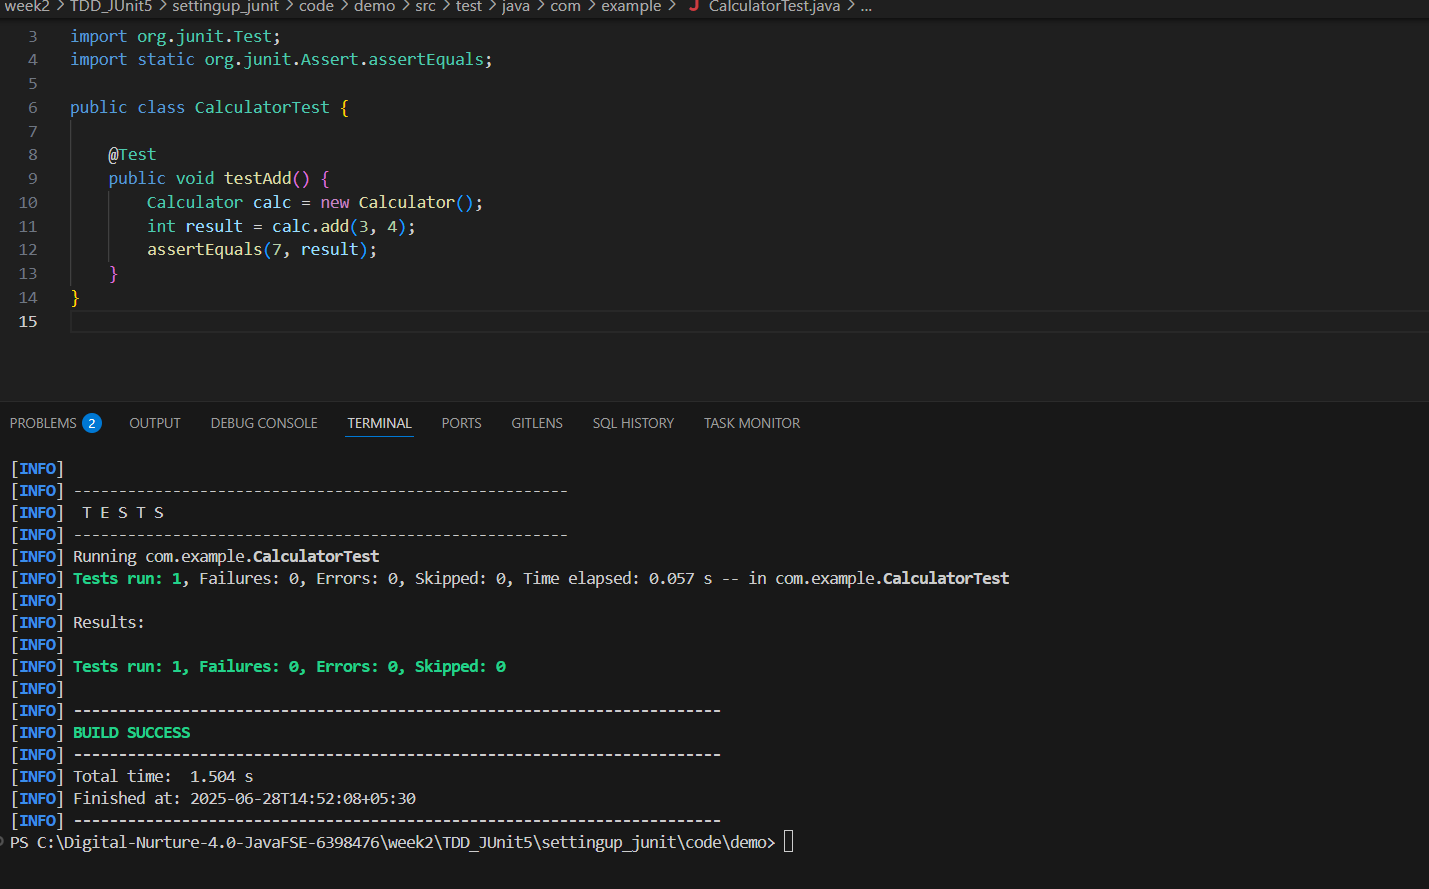 week2 > TDD_JUnit5 > settingup_junit > code > demo > src > test > java > com > example > J CalculatorTest.java > ...
3 import org.junit.Test;
4 import static org.junit.Assert.assertEquals;
5
6 public class CalculatorTest {
7
8 @Test
9 public void testAdd() {
10 Calculator calc = new Calculator();
11 int result = calc.add(3, 4);
12 assertEquals(7, result);
13 }
14 }
15
PROBLEMS 2 OUTPUT DEBUG CONSOLE TERMINAL PORTS GITLENS SQL HISTORY TASK MONITOR
[INFO]
[INFO] -------------------------------------------------------
[INFO]  T E S T S
[INFO] -------------------------------------------------------
[INFO] Running com.example.CalculatorTest
[INFO] Tests run: 1, Failures: 0, Errors: 0, Skipped: 0, Time elapsed: 0.057 s -- in com.example.CalculatorTest
[INFO]
[INFO] Results:
[INFO]
[INFO] Tests run: 1, Failures: 0, Errors: 0, Skipped: 0
[INFO]
[INFO] ------------------------------------------------------------------------
[INFO] BUILD SUCCESS
[INFO] ------------------------------------------------------------------------
[INFO] Total time:  1.504 s
[INFO] Finished at: 2025-06-28T14:52:08+05:30
[INFO] ------------------------------------------------------------------------
PS C:\Digital-Nurture-4.0-JavaFSE-6398476\week2\TDD_JUnit5\settingup_junit\code\demo>